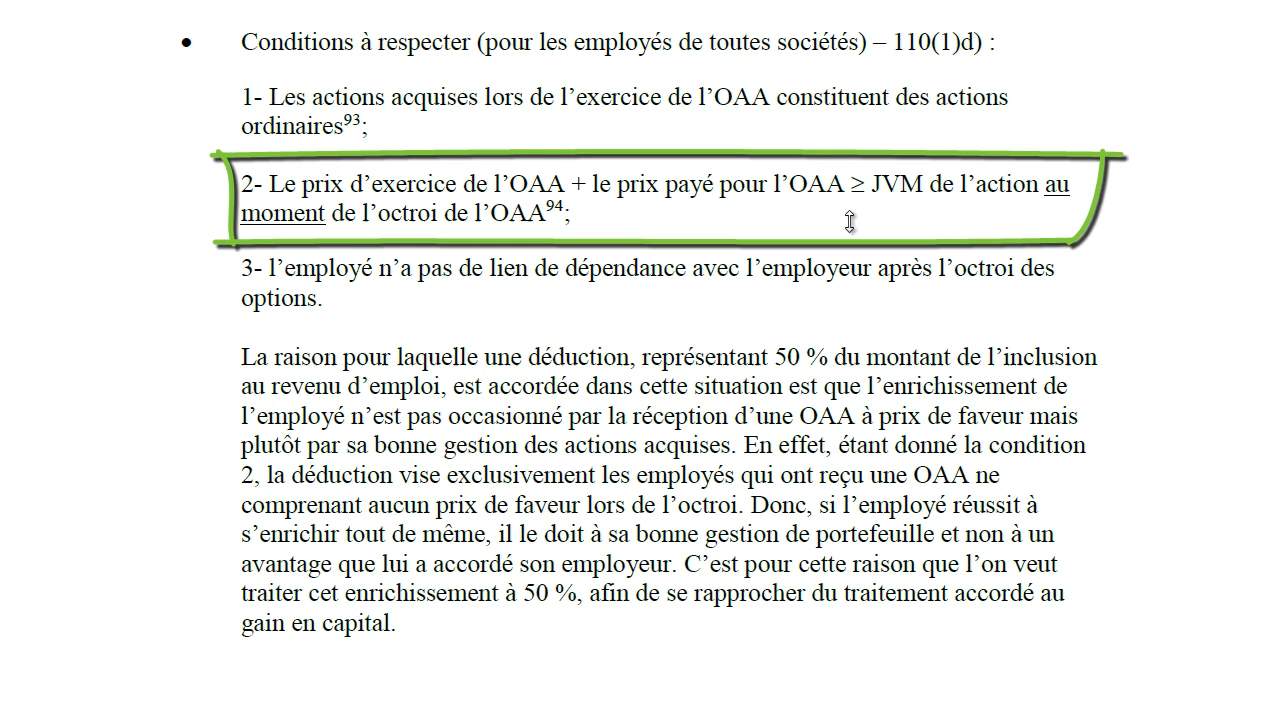 • Conditions à respecter (pour les employés de toutes sociétés) – 110(1)d) :
1- Les actions acquises lors de l’exercice de l’OAA constituent des actions
ordinaires⁹³;
2- Le prix d’exercice de l’OAA + le prix payé pour l’OAA ≥ JVM de l’action au
moment de l’octroi de l’OAA⁹⁴;
3- l’employé n’a pas de lien de dépendance avec l’employeur après l’octroi des
options.
La raison pour laquelle une déduction, représentant 50 % du montant de l’inclusion
au revenu d’emploi, est accordée dans cette situation est que l’enrichissement de
l’employé n’est pas occasionné par la réception d’une OAA à prix de faveur mais
plutôt par sa bonne gestion des actions acquises. En effet, étant donné la condition
2, la déduction vise exclusivement les employés qui ont reçu une OAA ne
comprenant aucun prix de faveur lors de l’octroi. Donc, si l’employé réussit à
s’enrichir tout de même, il le doit à sa bonne gestion de portefeuille et non à un
avantage que lui a accordé son employeur. C’est pour cette raison que l’on veut
traiter cet enrichissement à 50 %, afin de se rapprocher du traitement accordé au
gain en capital.